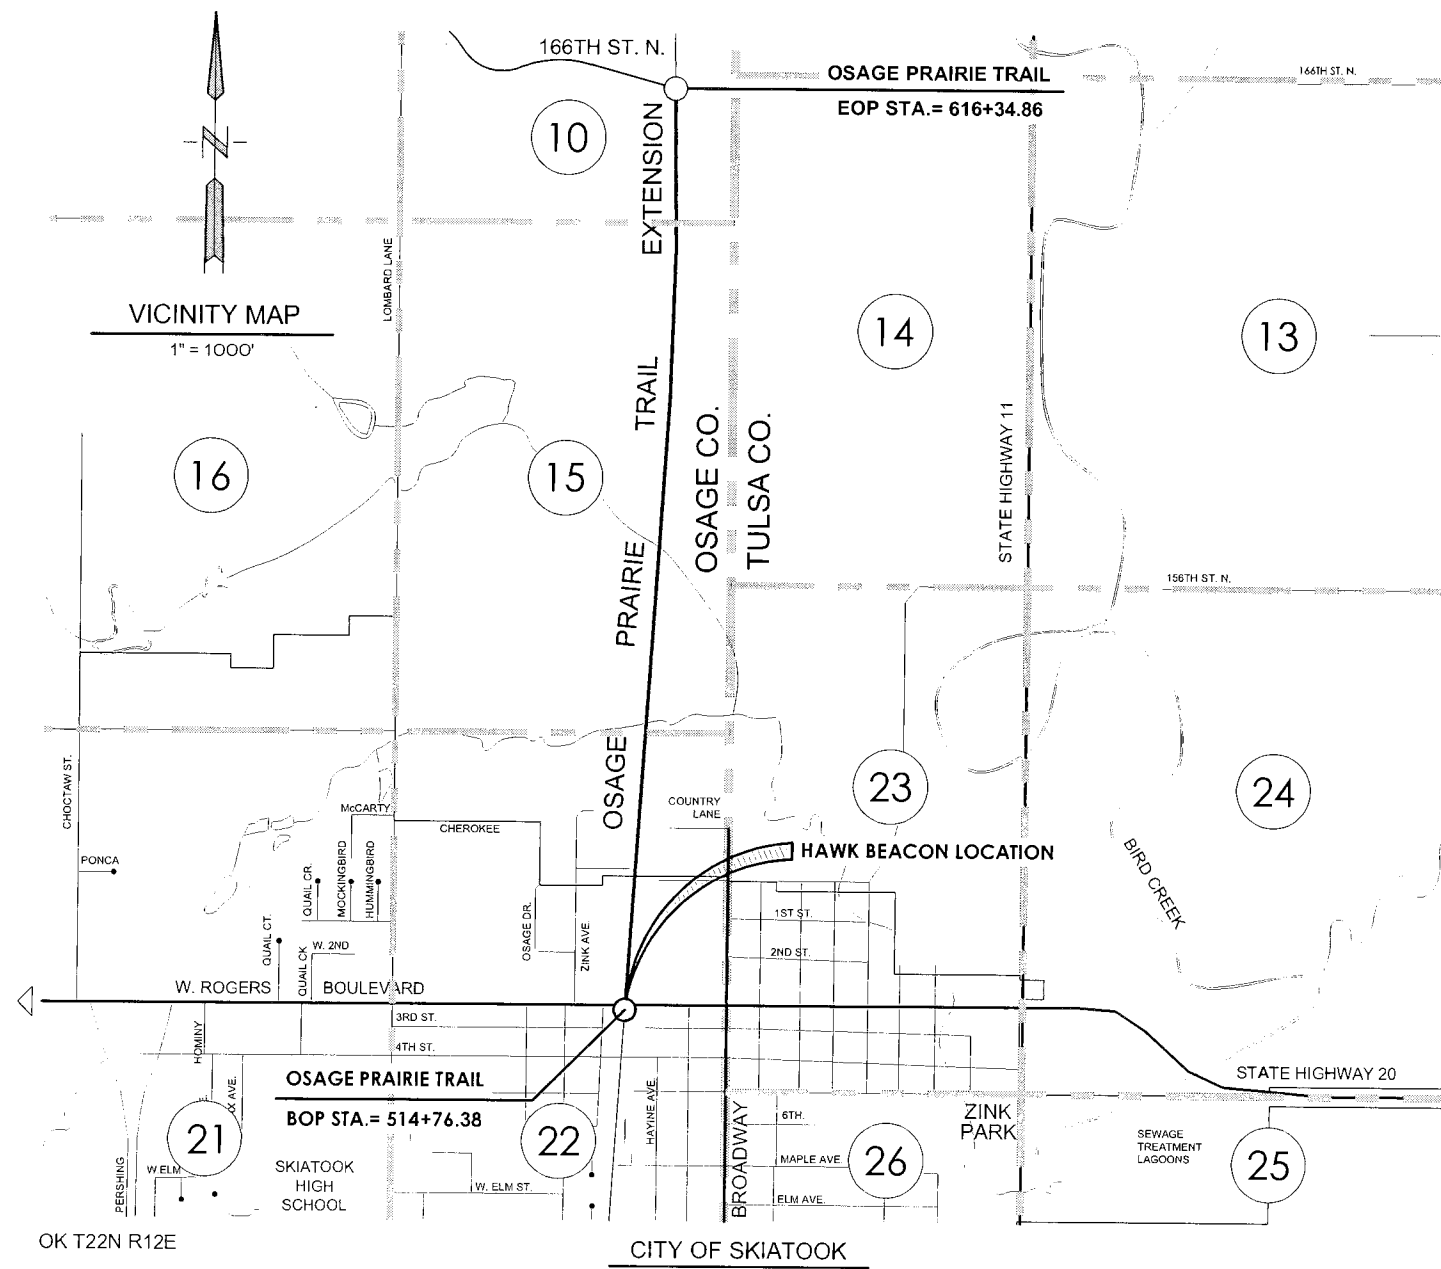 166TH ST. N.
OSAGE PRAIRIE TRAIL
EOP STA.= 616+34.86
166TH ST. N.
10
N
EXTENSION
LOMBARD LANE
VICINITY MAP
1" = 1000'
14
13
TRAIL
OSAGE CO.
TULSA CO.
STATE HIGHWAY 11
16
15
PRAIRIE
156TH ST. N.
OSAGE
CHOCTAW ST.
23
24
COUNTRY
LANE
McCARTY
CHEROKEE
HAWK BEACON LOCATION
BIRD CREEK
PONCA
QUAIL CR.
MOCKINGBIRD
HUMMINGBIRD
1ST ST.
OSAGE DR.
ZINK AVE.
QUAIL CT.
QUAIL CK
W. 2ND
2ND ST.
W. ROGERS BOULEVARD
3RD ST.
HOMINY
4TH ST.
OSAGE PRAIRIE TRAIL
BOP STA.= 514+76.38
STATE HIGHWAY 20
21
22
HAYINE AVE.
BROADWAY
6TH.
ZINK
PARK
SEWAGE
TREATMENT
LAGOONS
26
25
MAPLE AVE.
PERSHING
W ELM
SKIATOOK
HIGH
SCHOOL
W. ELM ST.
ELM AVE.
OK T22N R12E
CITY OF SKIATOOK